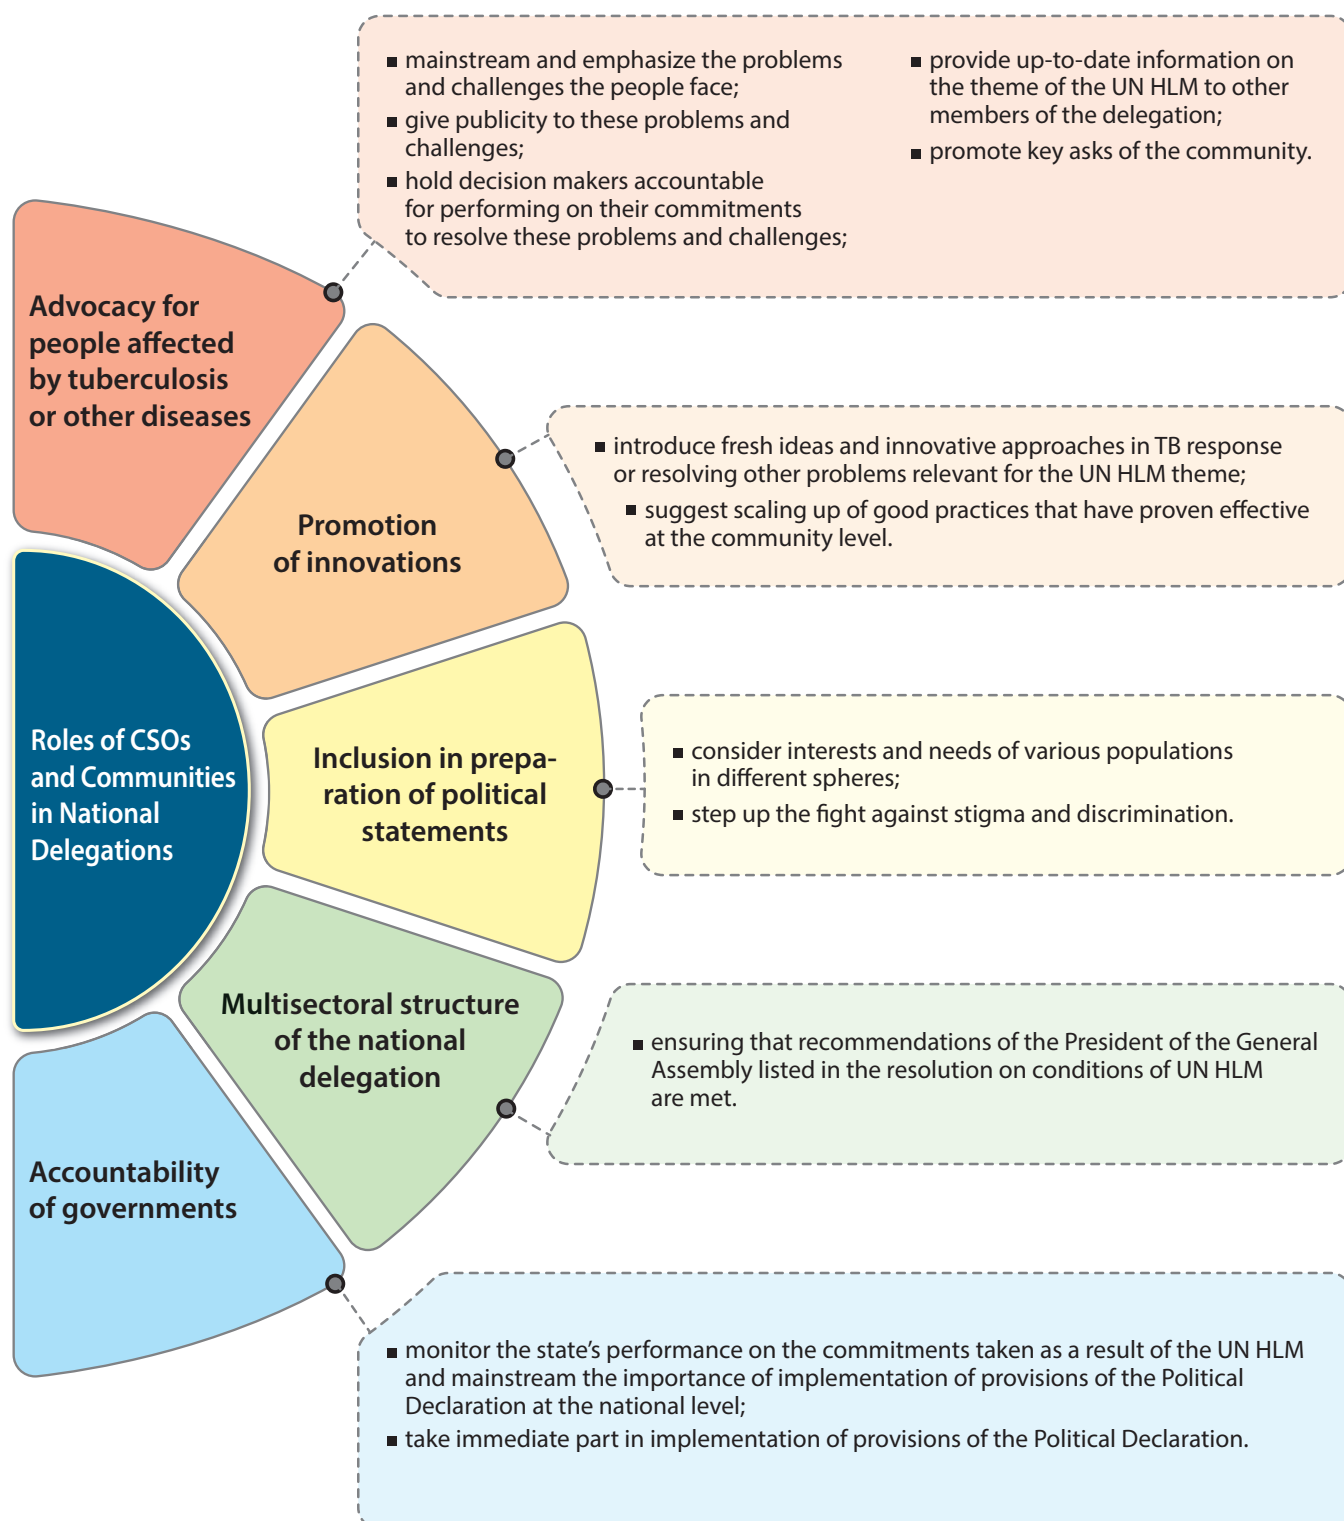 ■ mainstream and emphasize the problems
and challenges the people face;
■ give publicity to these problems and
challenges;
■ hold decision makers accountable
for performing on their commitments
to resolve these problems and challenges;
■ provide up-to-date information on
the theme of the UN HLM to other
members of the delegation;
■ promote key asks of the community.
Advocacy for
people affected
by tuberculosis
or other diseases
■ introduce fresh ideas and innovative approaches in TB response
or resolving other problems relevant for the UN HLM theme;
■ suggest scaling up of good practices that have proven effective
at the community level.
Promotion
of innovations
Roles of CSOs
and Communities
in National
Delegations
Inclusion in prepa-
ration of political
statements
■ consider interests and needs of various populations
in different spheres;
■ step up the fight against stigma and discrimination.
Multisectoral structure
of the national
delegation
■ ensuring that recommendations of the President of the General
Assembly listed in the resolution on conditions of UN HLM
are met.
Accountability
of governments
■ monitor the state’s performance on the commitments taken as a result of the UN HLM
and mainstream the importance of implementation of provisions of the Political
Declaration at the national level;
■ take immediate part in implementation of provisions of the Political Declaration.